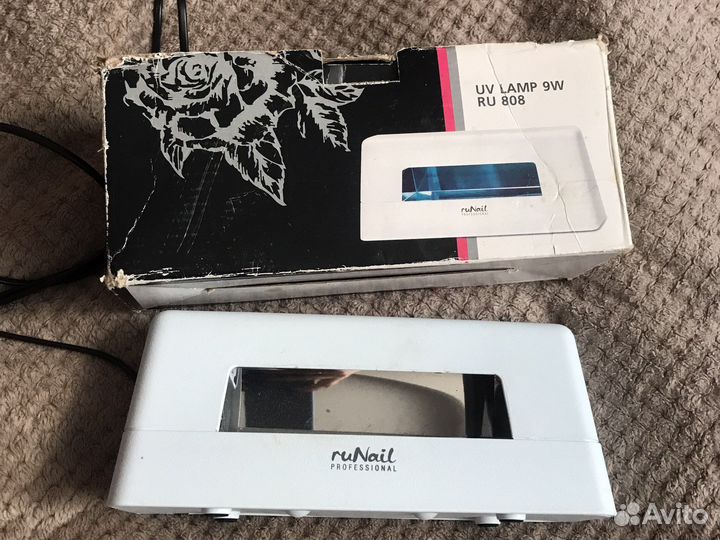 UV LAMP 9W
RU 808
ruNail
PROFESSIONAL
ruNail
PROFESSIONAL
Avito